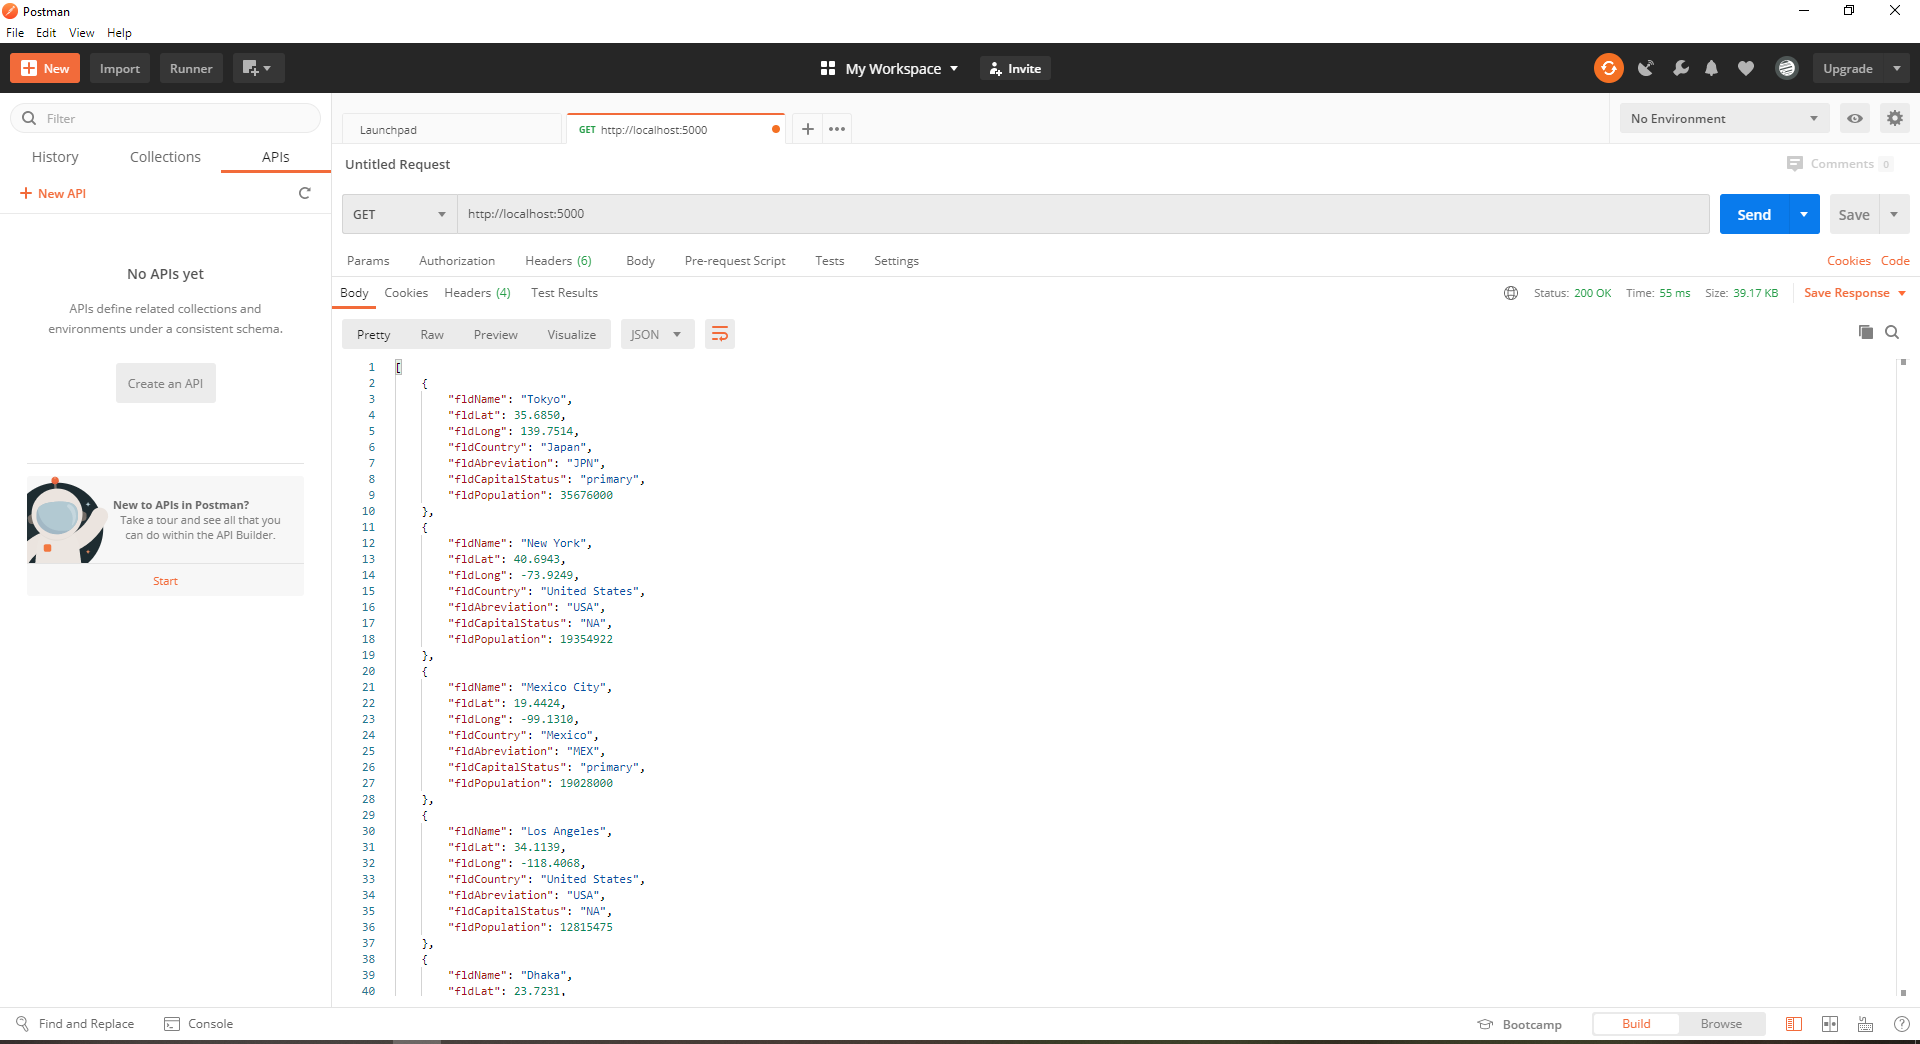 Postman
File Edit View Help
New Import Runner My Workspace Invite Upgrade
Filter
History Collections APIs
New API
No APIs yet
APIs define related collections and
environments under a consistent schema.
Create an API
New to APIs in Postman?
Take a tour and see all that you
can do within the API Builder.
Start
Launchpad GET http://localhost:5000 No Environment
Untitled Request Comments 0
GET http://localhost:5000 Send Save
Params Authorization Headers (6) Body Pre-request Script Tests Settings Cookies Code
Body Cookies Headers (4) Test Results Status: 200 OK Time: 55 ms Size: 39.17 KB Save Response
Pretty Raw Preview Visualize JSON
1 [
2 {
3 "fldName": "Tokyo",
4 "fldLat": 35.6850,
5 "fldLong": 139.7514,
6 "fldCountry": "Japan",
7 "fldAbreviation": "JPN",
8 "fldCapitalStatus": "primary",
9 "fldPopulation": 35676000
10 },
11 {
12 "fldName": "New York",
13 "fldLat": 40.6943,
14 "fldLong": -73.9249,
15 "fldCountry": "United States",
16 "fldAbreviation": "USA",
17 "fldCapitalStatus": "NA",
18 "fldPopulation": 19354922
19 },
20 {
21 "fldName": "Mexico City",
22 "fldLat": 19.4424,
23 "fldLong": -99.1310,
24 "fldCountry": "Mexico",
25 "fldAbreviation": "MEX",
26 "fldCapitalStatus": "primary",
27 "fldPopulation": 19028000
28 },
29 {
30 "fldName": "Los Angeles",
31 "fldLat": 34.1139,
32 "fldLong": -118.4068,
33 "fldCountry": "United States",
34 "fldAbreviation": "USA",
35 "fldCapitalStatus": "NA",
36 "fldPopulation": 12815475
37 },
38 {
39 "fldName": "Dhaka",
40 "fldLat": 23.7231,
Find and Replace Console Bootcamp Build Browse